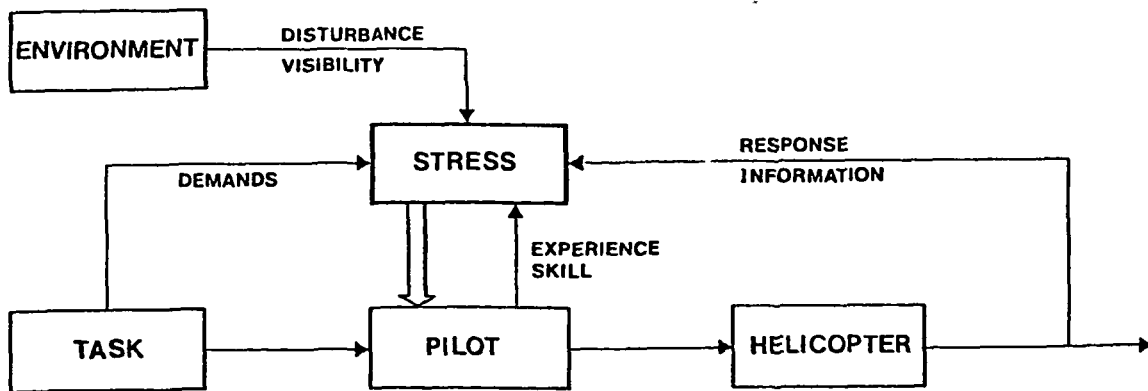 ENVIRONMENT
DISTURBANCE
VISIBILITY
STRESS
DEMANDS
RESPONSE
INFORMATION
EXPERIENCE
SKILL
TASK
PILOT
HELICOPTER